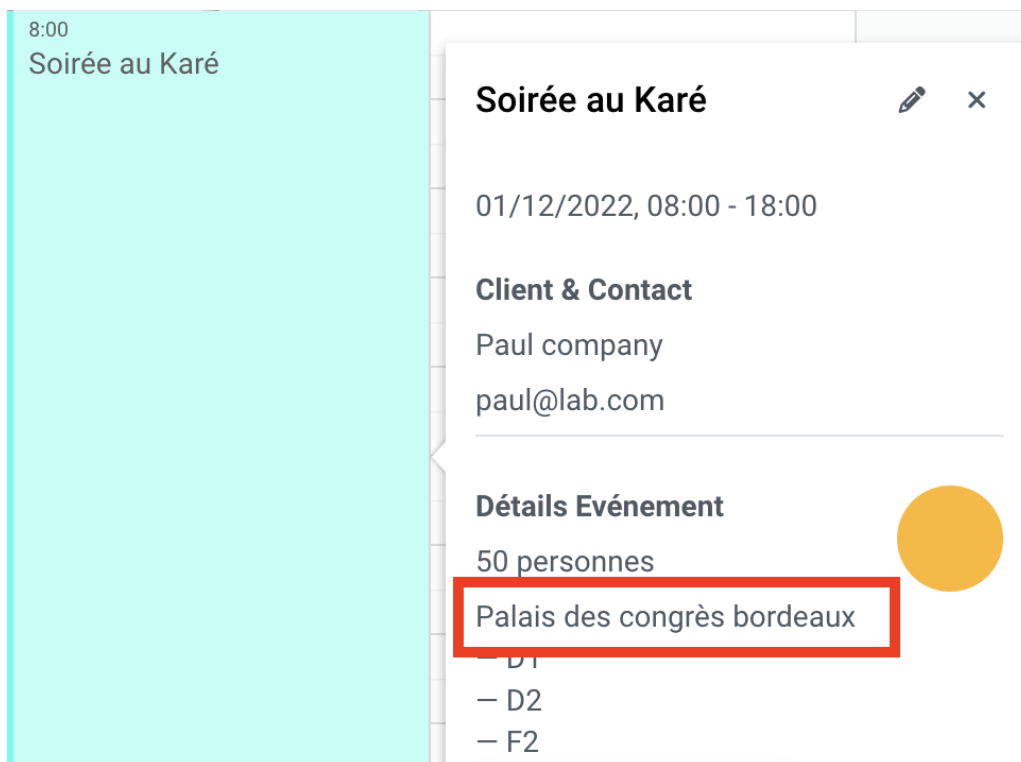 8:00
Soirée au Karé
Soirée au Karé
01/12/2022, 08:00 - 18:00
Client & Contact
Paul company
paul@lab.com
Détails Evénement
50 personnes
Palais des congrès bordeaux
— D1
— D2
— F2